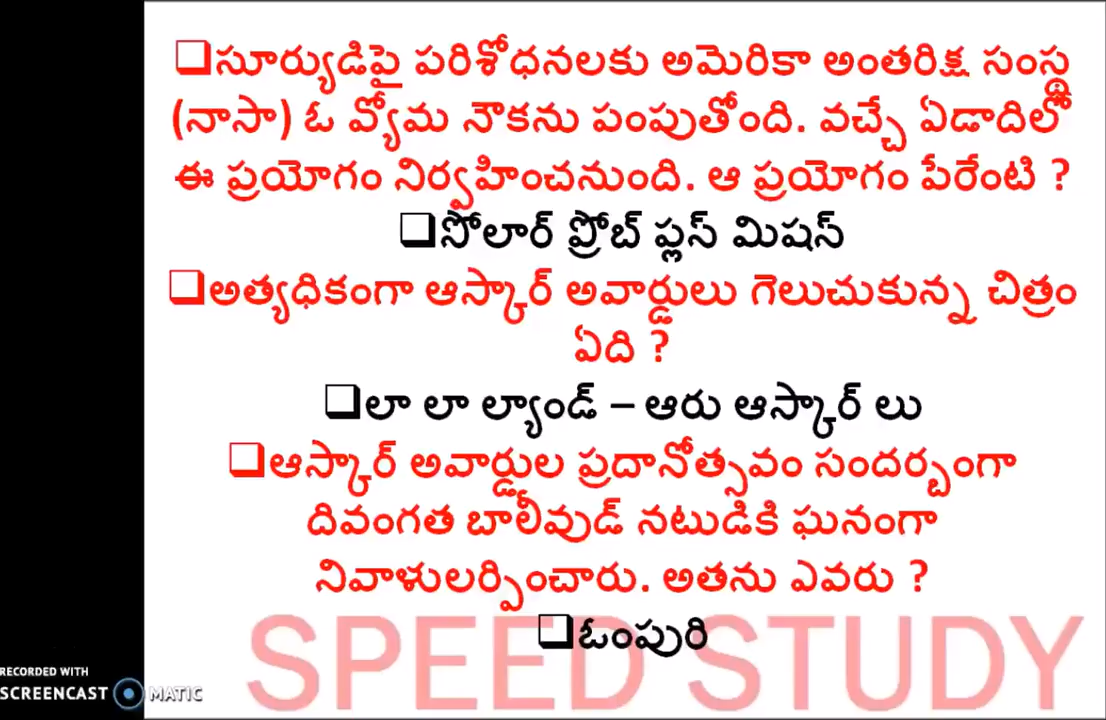 ❑సూర్యుడిపై పరిశోధనలకు అమెరికా అంతరిక్ష సంస్థ
(నాసా) ఓ వ్యోమ నౌకను పంపుతోంది. వచ్చే ఏడాదిలో
ఈ ప్రయోగం నిర్వహించనుంది. ఆ ప్రయోగం పేరేంటి ?
❑సోలార్ ప్రోబ్ ప్లస్ మిషన్
❑అత్యధికంగా ఆస్కార్ అవార్డులు గెలుచుకున్న చిత్రం
ఏది ?
❑లా లా ల్యాండ్ – ఆరు ఆస్కార్ లు
❑ఆస్కార్ అవార్డుల ప్రదానోత్సవం సందర్బంగా
దివంగత బాలీవుడ్ నటుడికి ఘనంగా
నివాళులర్పించారు. అతను ఎవరు ?
❑ఓంపురి
SPEED STUDY
RECORDED WITH
SCREENCAST MATIC